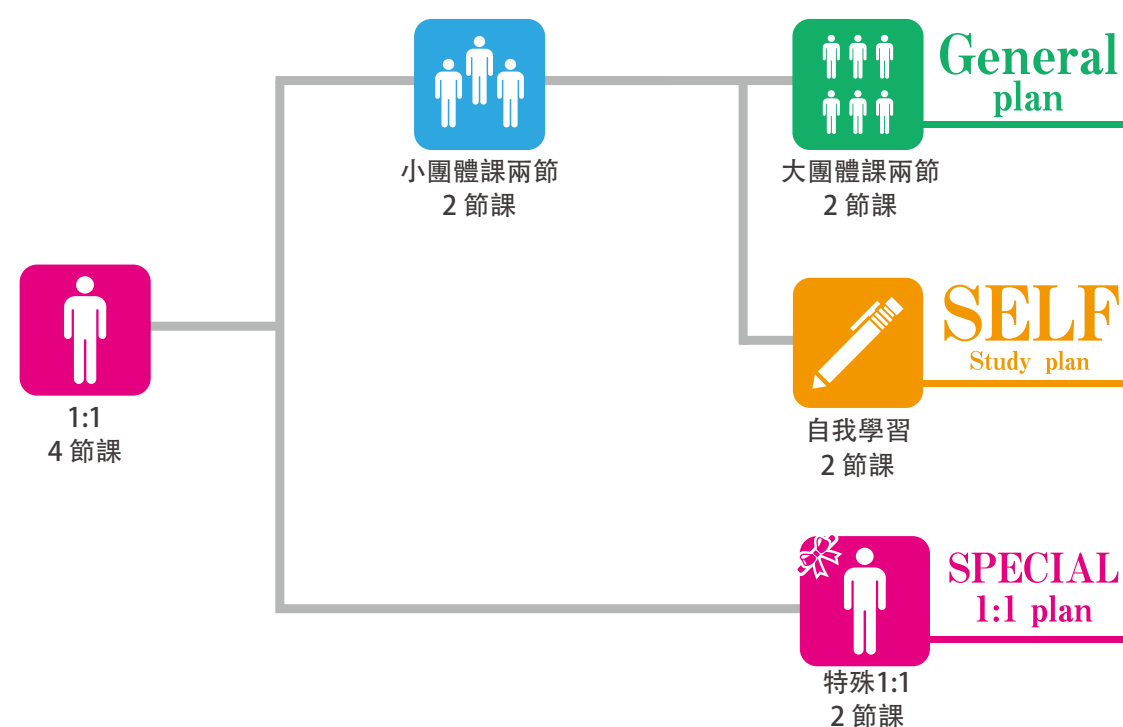 小團體課兩節
2 節課
大團體課兩節
2 節課
General
plan
1:1
4 節課
SELF
Study plan
自我學習
2 節課
SPECIAL
1:1 plan
特殊1:1
2 節課